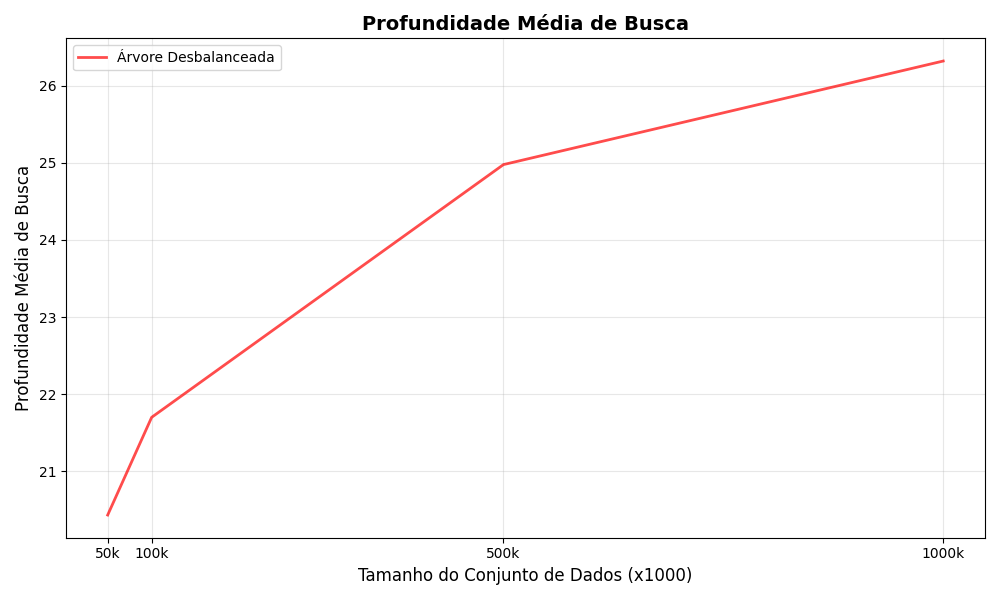 Profundidade Média de Busca
Árvore Desbalanceada
Profundidade Média de Busca
26
25
24
23
22
21
50k
100k
500k
1000k
Tamanho do Conjunto de Dados (x1000)